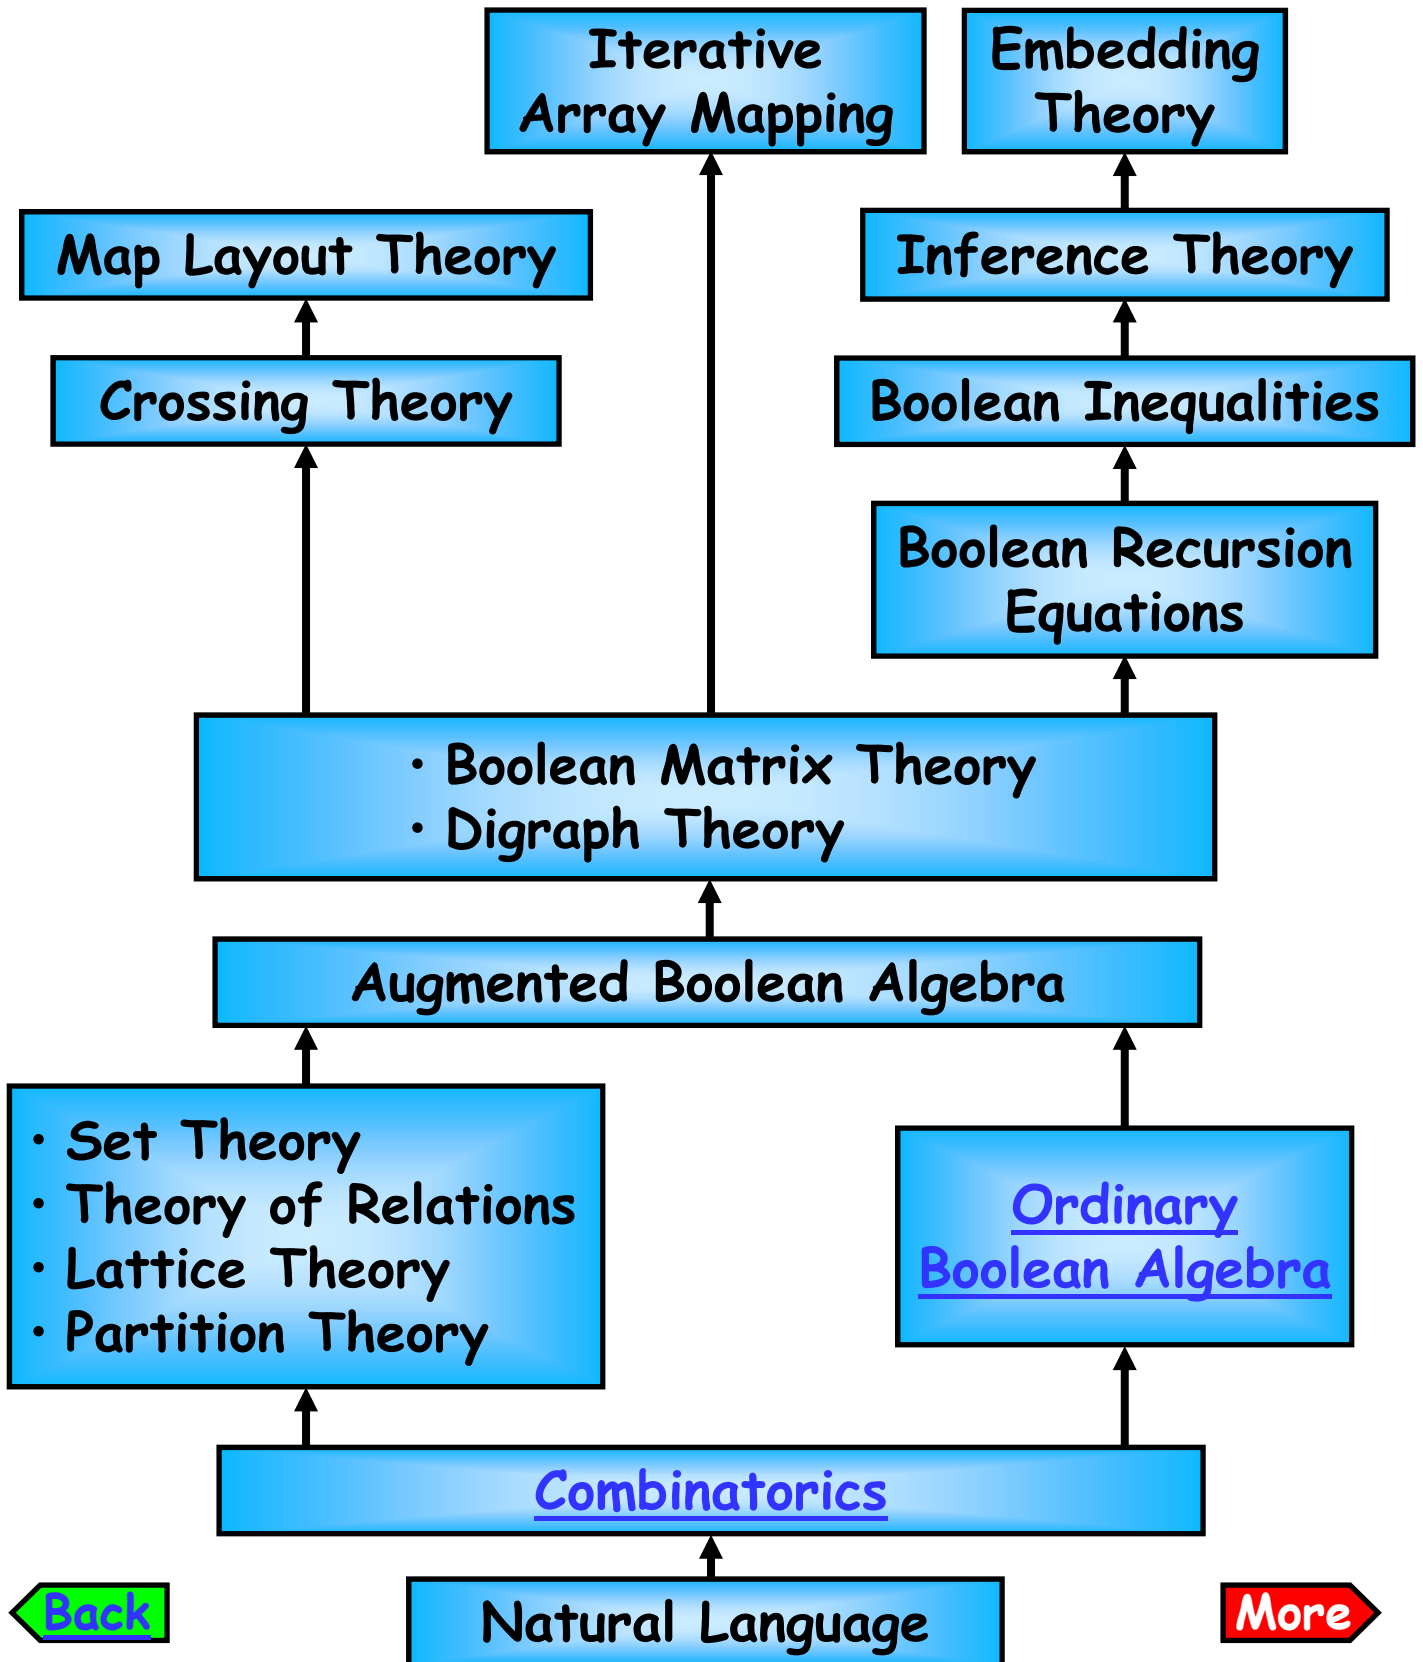 Iterative
Array Mapping
Embedding
Theory
Map Layout Theory
Inference Theory
Crossing Theory
Boolean Inequalities
Boolean Recursion
Equations
• Boolean Matrix Theory
• Digraph Theory
Augmented Boolean Algebra
• Set Theory
• Theory of Relations
• Lattice Theory
• Partition Theory
Ordinary
Boolean Algebra
Combinatorics
Back
Natural Language
More